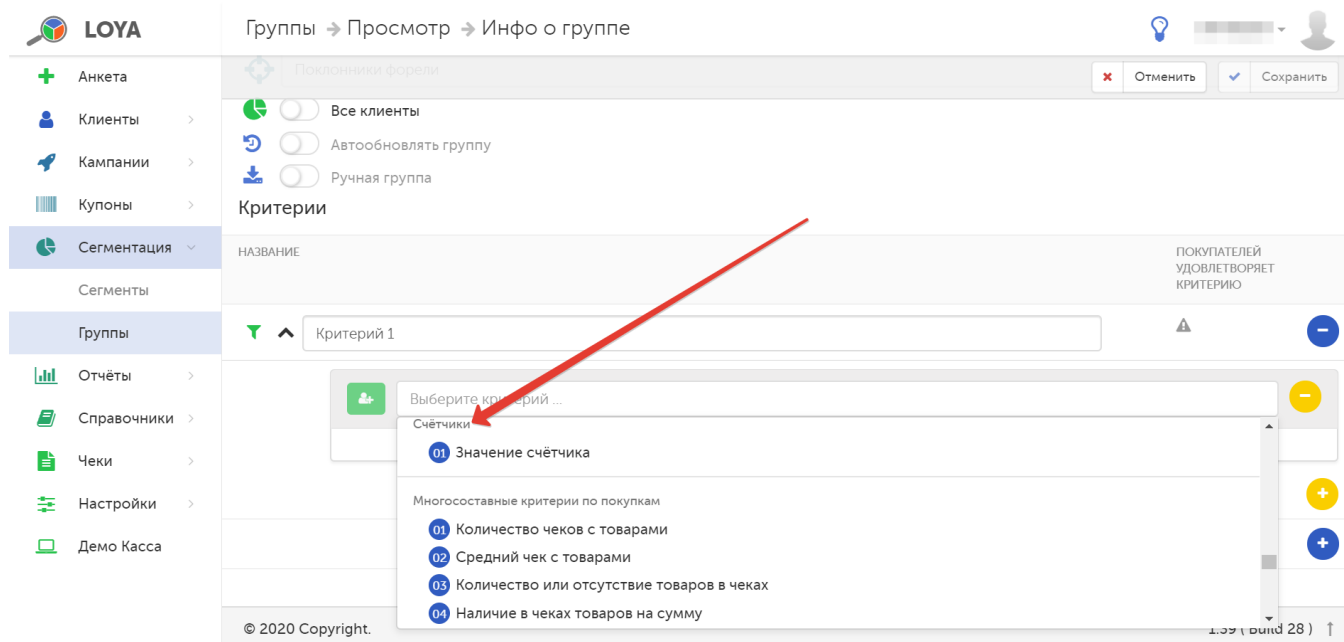 LOYA
Группы → Просмотр → Инфо о группе
Анкета
Клиенты
Кампании
Купоны
Сегментация
Сегменты
Группы
Отчёты
Справочники
Чеки
Настройки
Демо Касса
Поклонники форели
Отменить
Сохранить
Все клиенты
Автообновлять группу
Ручная группа
Критерии
НАЗВАНИЕ
ПОКУПАТЕЛЕЙ
УДОВЛЕТВОРЯЕТ
КРИТЕРИЮ
Критерий 1
Выберите критерий ...
Счётчики
01 Значение счётчика
Многосоставные критерии по покупкам
01 Количество чеков с товарами
02 Средний чек с товарами
03 Количество или отсутствие товаров в чеках
04 Наличие в чеках товаров на сумму
© 2020 Copyright.
1.39 ( Build 28 )